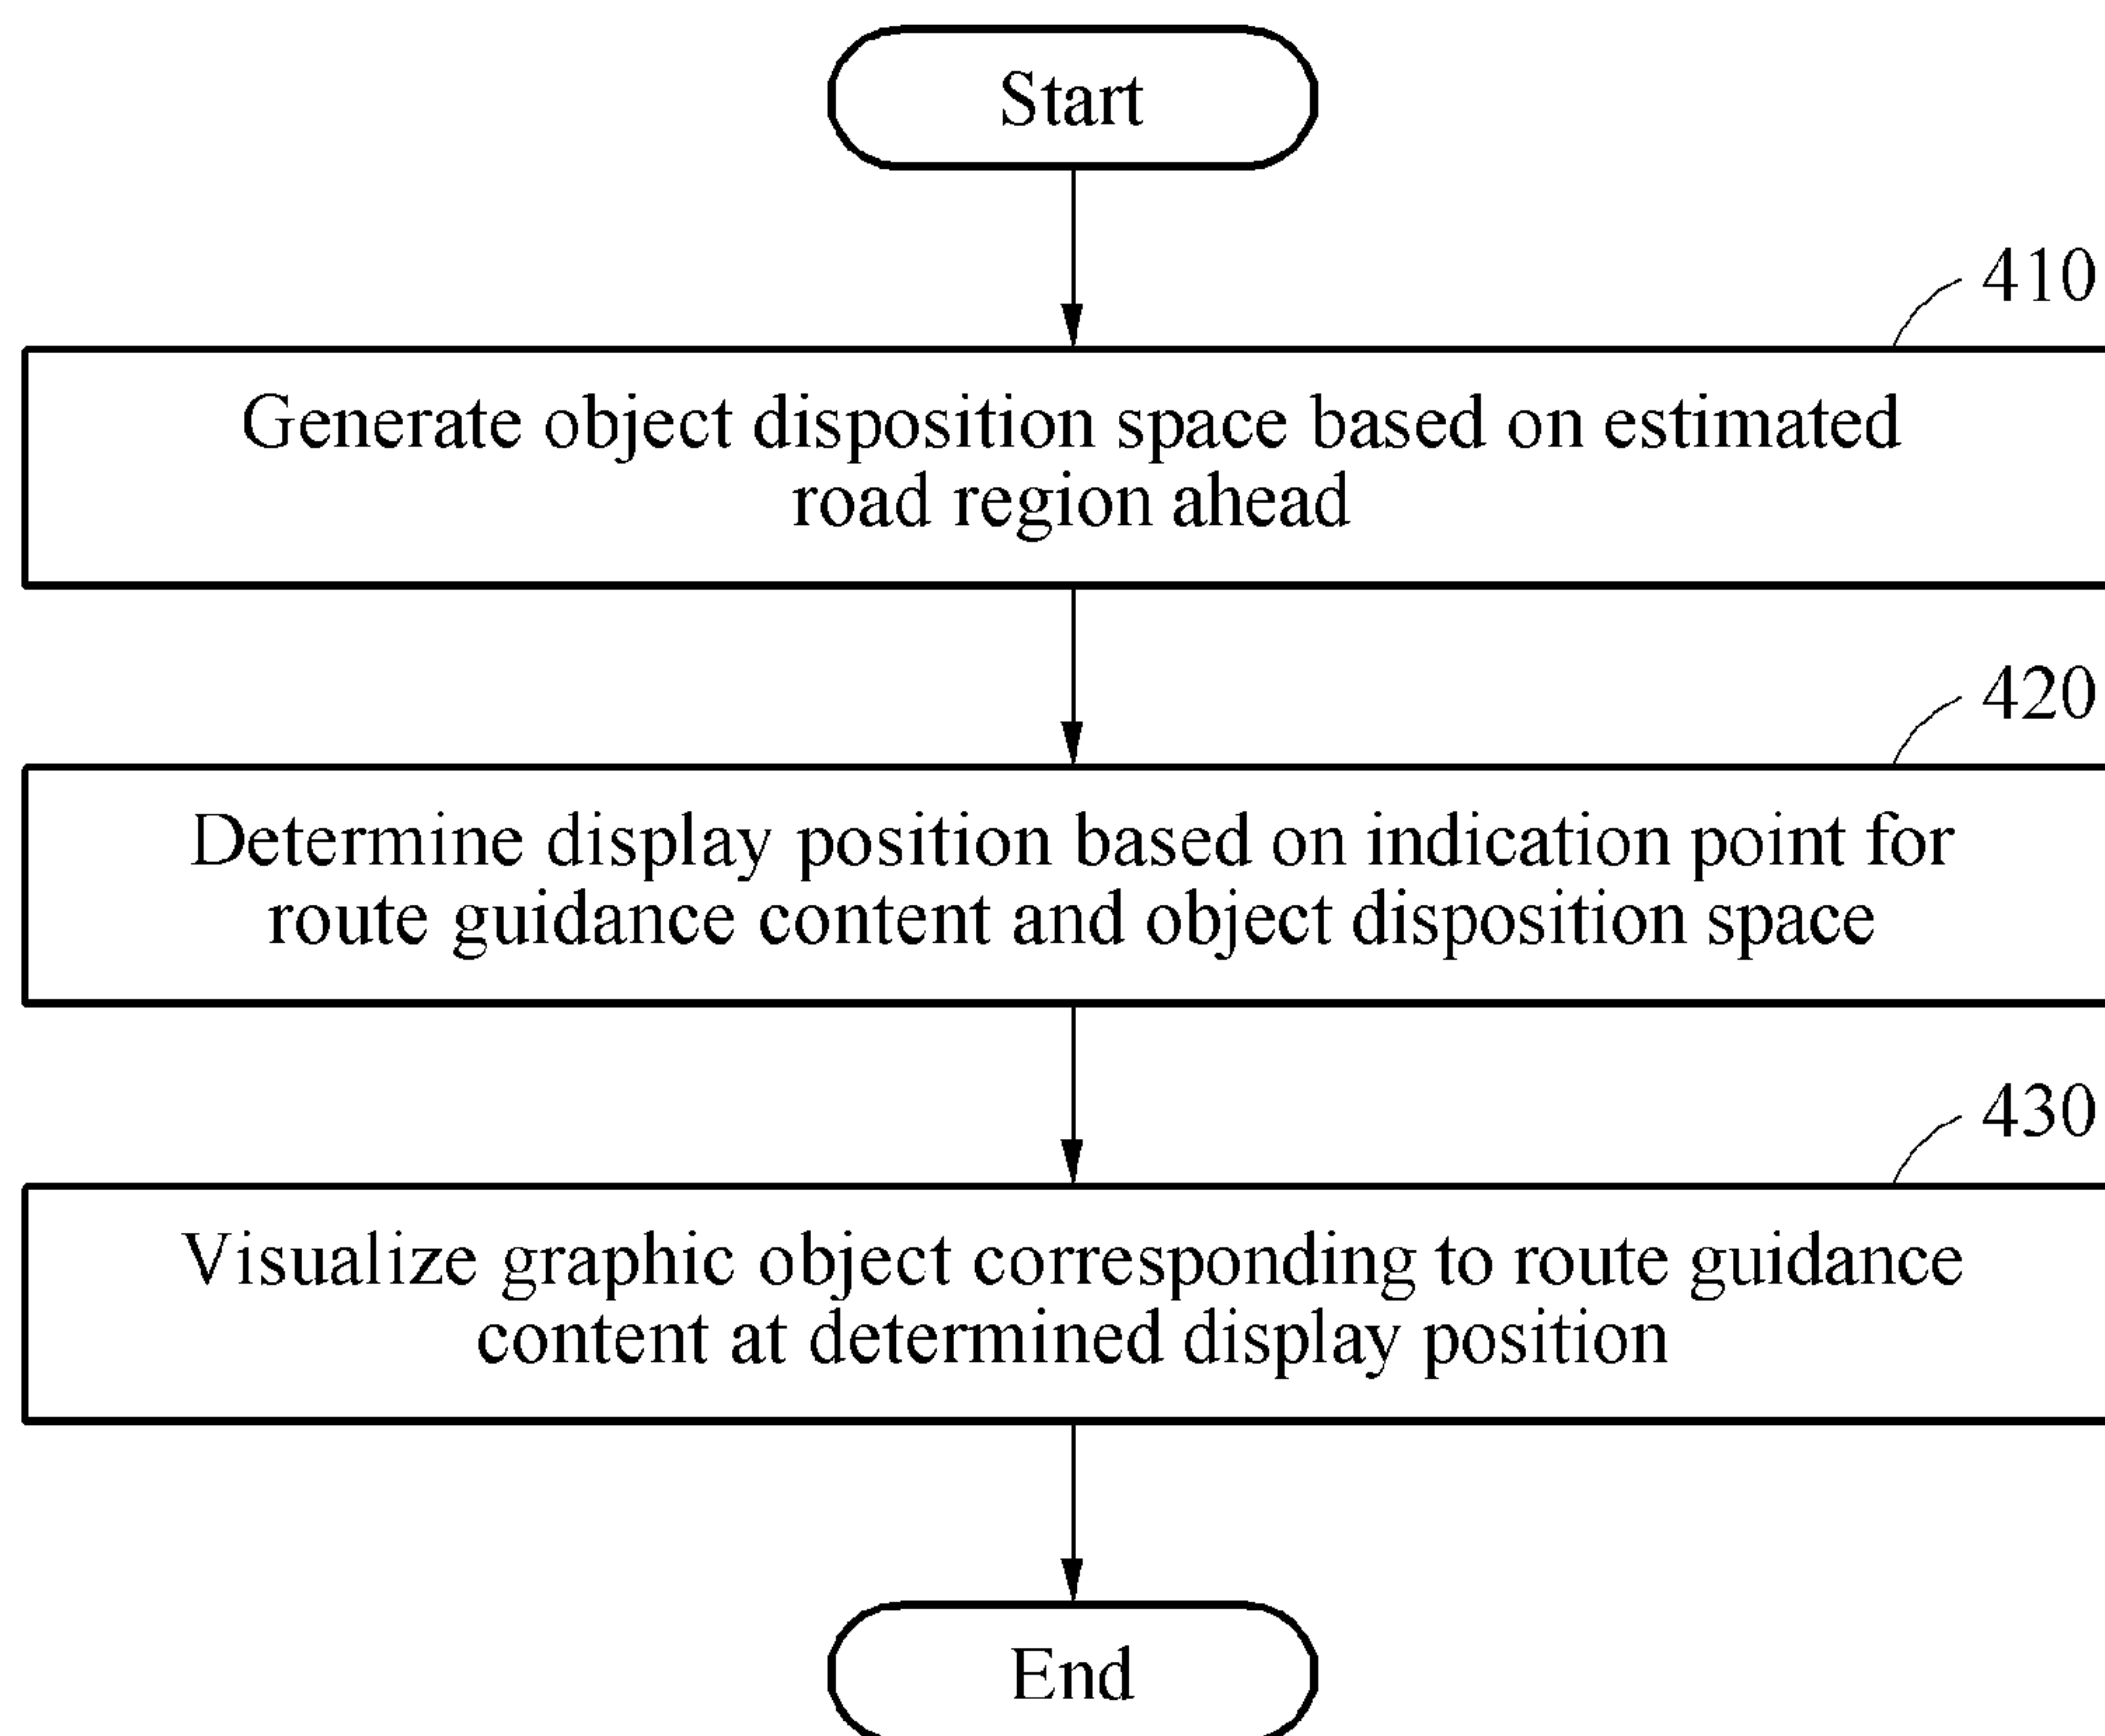 Start
410
Generate object disposition space based on estimated
road region ahead
420
Determine display position based on indication point for
route guidance content and object disposition space
430
Visualize graphic object corresponding to route guidance
content at determined display position
End